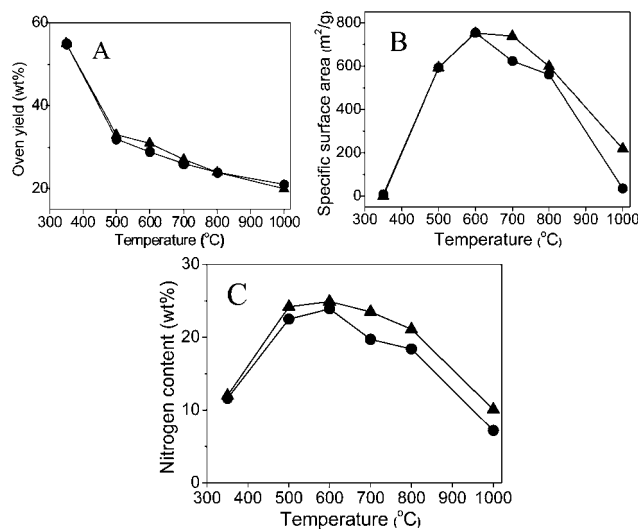 A
Oven yield (wt%)
60
40
20
300 400 500 600 700 800 900 1000
Temperature (°C)
B
Specific surface area (m²/g)
800
600
400
200
0
300 400 500 600 700 800 900 1000
Temperature (°C)
C
Nitrogen content (wt%)
30
20
10
0
300 400 500 600 700 800 900 1000
Temperature (°C)